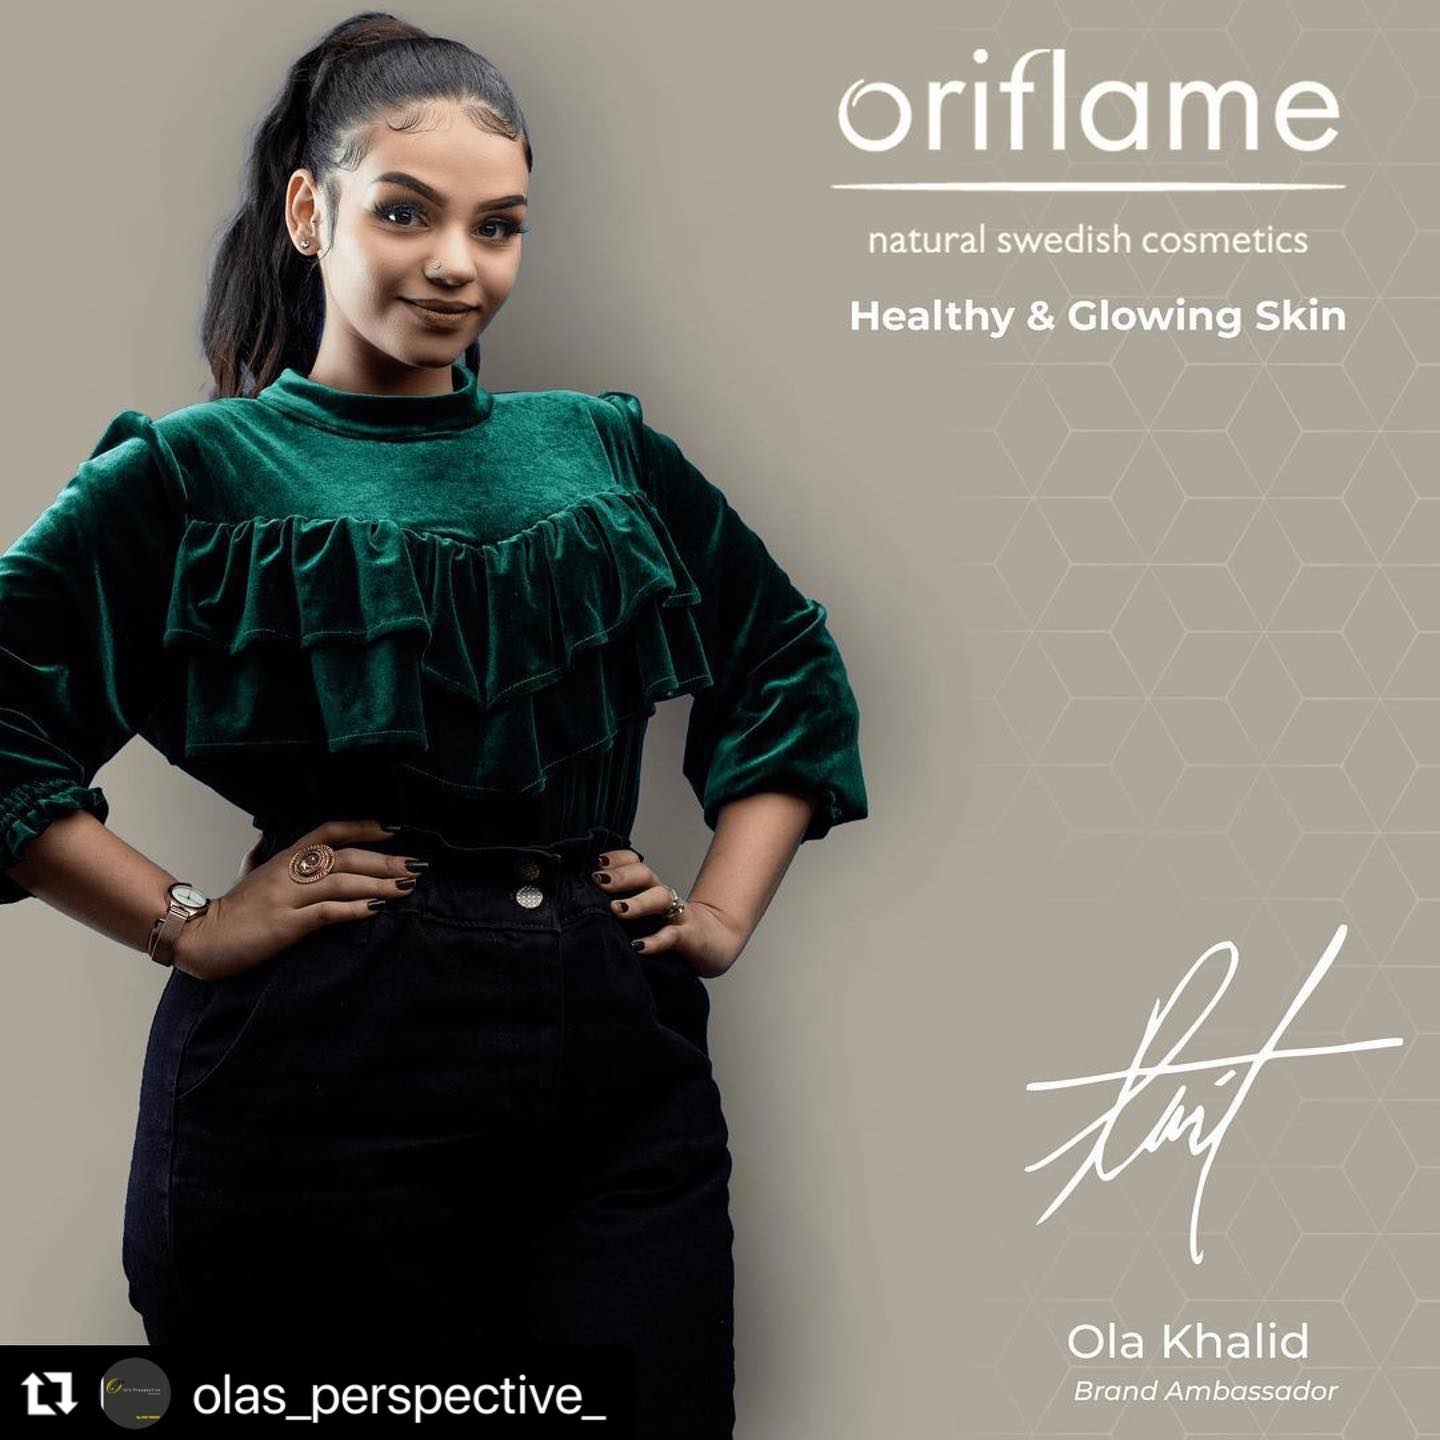 oriflame
natural swedish cosmetics
Healthy & Glowing Skin
Ola Khalid
Brand Ambassador
olas_perspective_